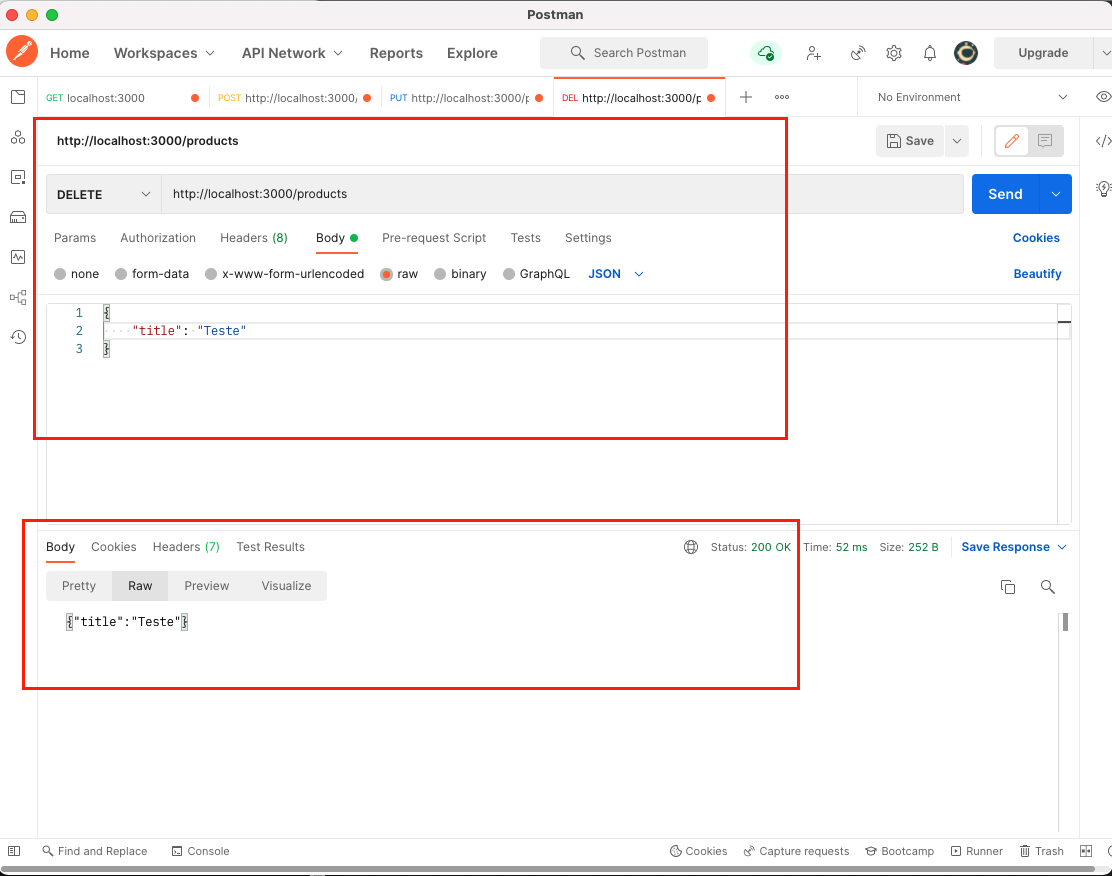 Postman
Home Workspaces API Network Reports Explore Search Postman Upgrade
GET localhost:3000 POST http://localhost:3000/ PUT http://localhost:3000/p DEL http://localhost:3000/p No Environment
http://localhost:3000/products Save
DELETE http://localhost:3000/products Send
Params Authorization Headers (8) Body Pre-request Script Tests Settings Cookies
none form-data x-www-form-urlencoded raw binary GraphQL JSON Beautify
1 {
2 "title": "Teste"
3 }
Body Cookies Headers (7) Test Results Status: 200 OK Time: 52 ms Size: 252 B Save Response
Pretty Raw Preview Visualize
{"title":"Teste"}
Find and Replace Console Cookies Capture requests Bootcamp Runner Trash